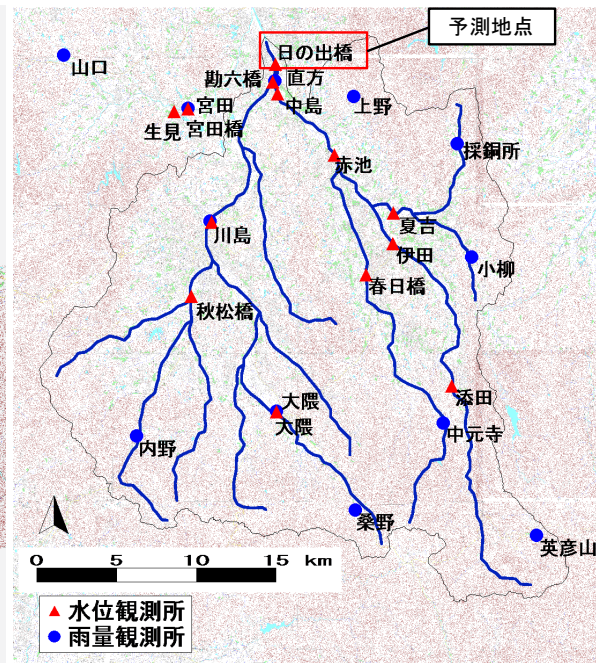 予測地点
日の出橋
山口
勘六橋
直方
宮田
中島
上野
生見
宮田橋
採銅所
赤池
夏吉
川島
伊田
小柳
春日橋
秋松橋
添田
大隈
大隈
中元寺
内野
桑野
英彦山
0 5 10 15 km
水位観測所
雨量観測所